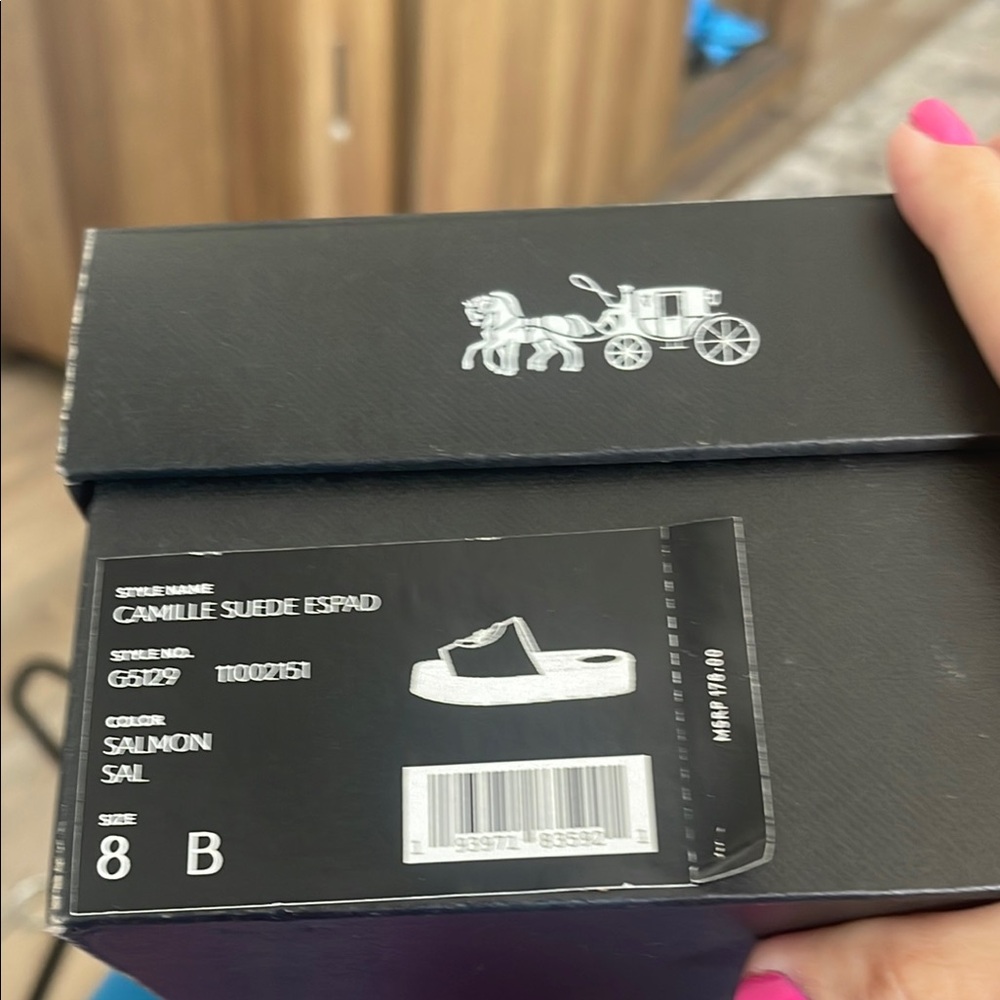 STYLE NAME
CAMILLE SUEDE ESPAD
STYLE NO.
G5129 11002151
COLOR
SALMON
SAL
SIZE
8 B
1 93971 83592 1
MSRP 178.00